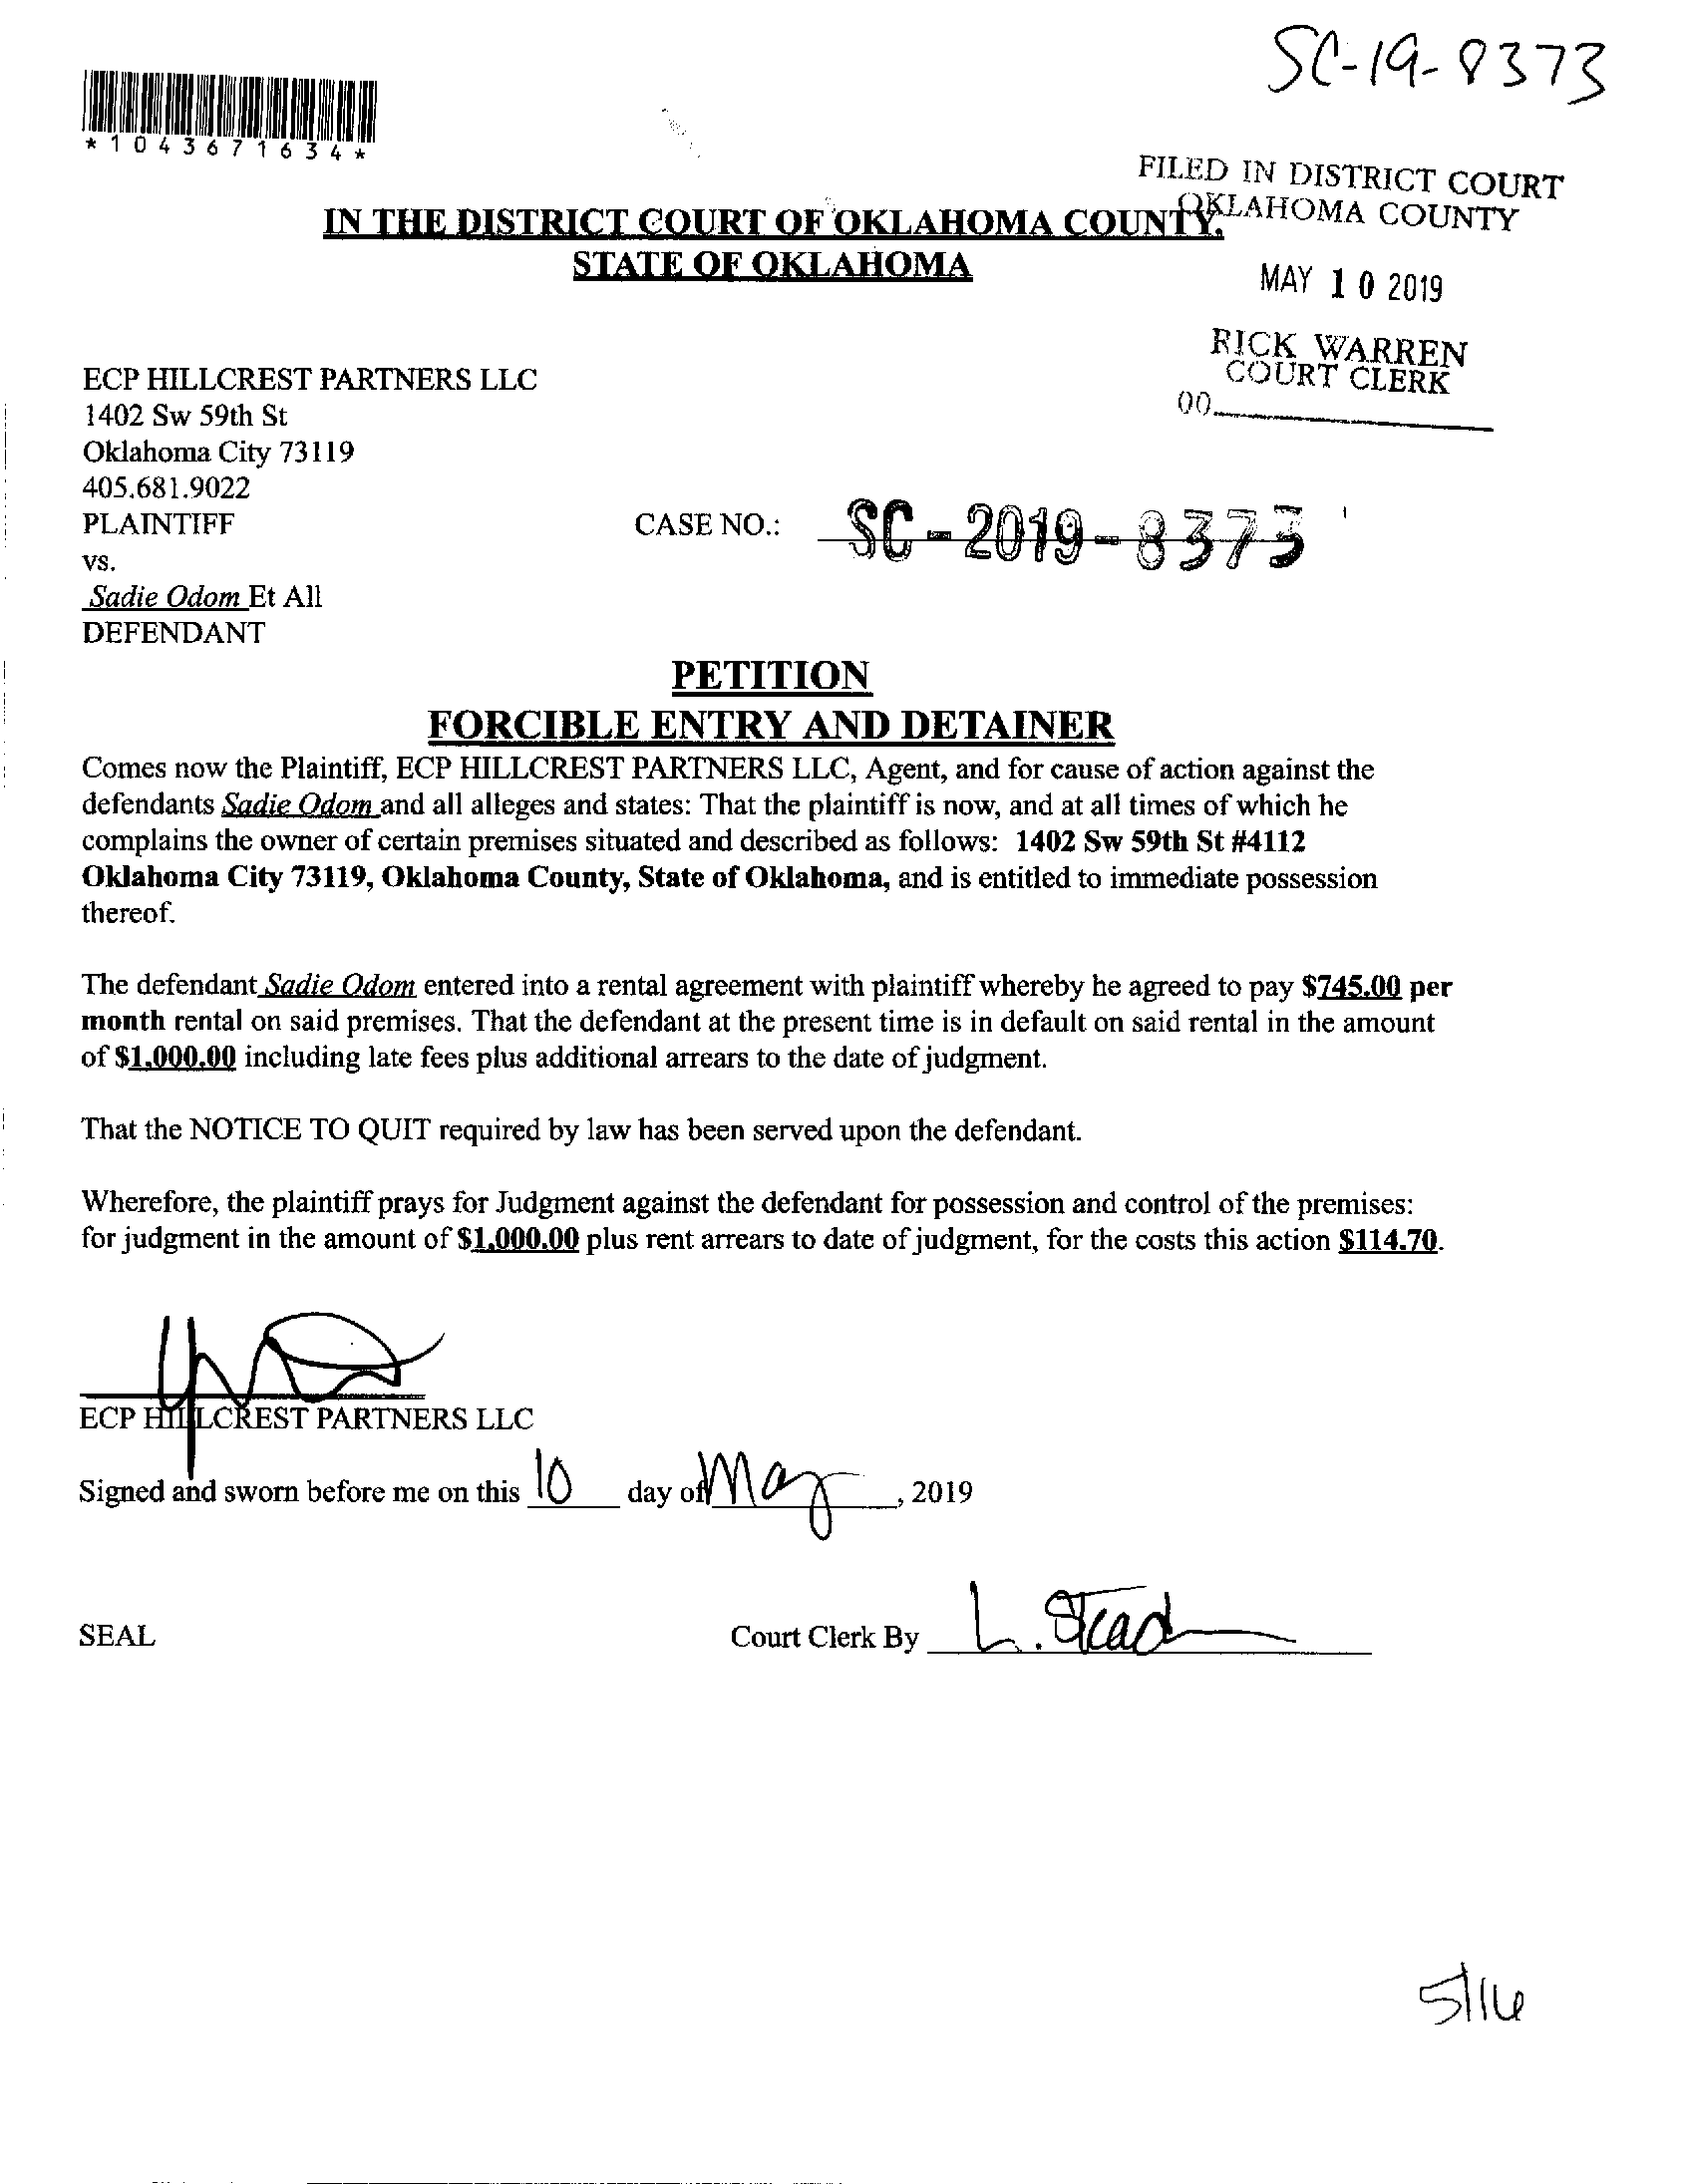 SC-19-8373
*1043671634*
FILED IN DISTRICT COURT
OKLAHOMA COUNTY
IN THE DISTRICT COURT OF OKLAHOMA COUNTY,
STATE OF OKLAHOMA
MAY 10 2019
RICK WARREN
COURT CLERK
ECP HILLCREST PARTNERS LLC
1402 Sw 59th St
Oklahoma City 73119
405.681.9022
PLAINTIFF
CASE NO.: SC-2019-8373
vs.
Sadie Odom Et All
DEFENDANT
PETITION
FORCIBLE ENTRY AND DETAINER
Comes now the Plaintiff, ECP HILLCREST PARTNERS LLC, Agent, and for cause of action against the
defendants Sadie Odom and all alleges and states: That the plaintiff is now, and at all times of which he
complains the owner of certain premises situated and described as follows: 1402 Sw 59th St #4112
Oklahoma City 73119, Oklahoma County, State of Oklahoma, and is entitled to immediate possession
thereof.
The defendant Sadie Odom entered into a rental agreement with plaintiff whereby he agreed to pay $745.00 per
month rental on said premises. That the defendant at the present time is in default on said rental in the amount
of $1,000.00 including late fees plus additional arrears to the date of judgment.
That the NOTICE TO QUIT required by law has been served upon the defendant.
Wherefore, the plaintiff prays for Judgment against the defendant for possession and control of the premises:
for judgment in the amount of $1,000.00 plus rent arrears to date of judgment, for the costs this action $114.70.
ECP HILLCREST PARTNERS LLC
Signed and sworn before me on this 10 day of May, 2019
SEAL
Court Clerk By L.
5/16